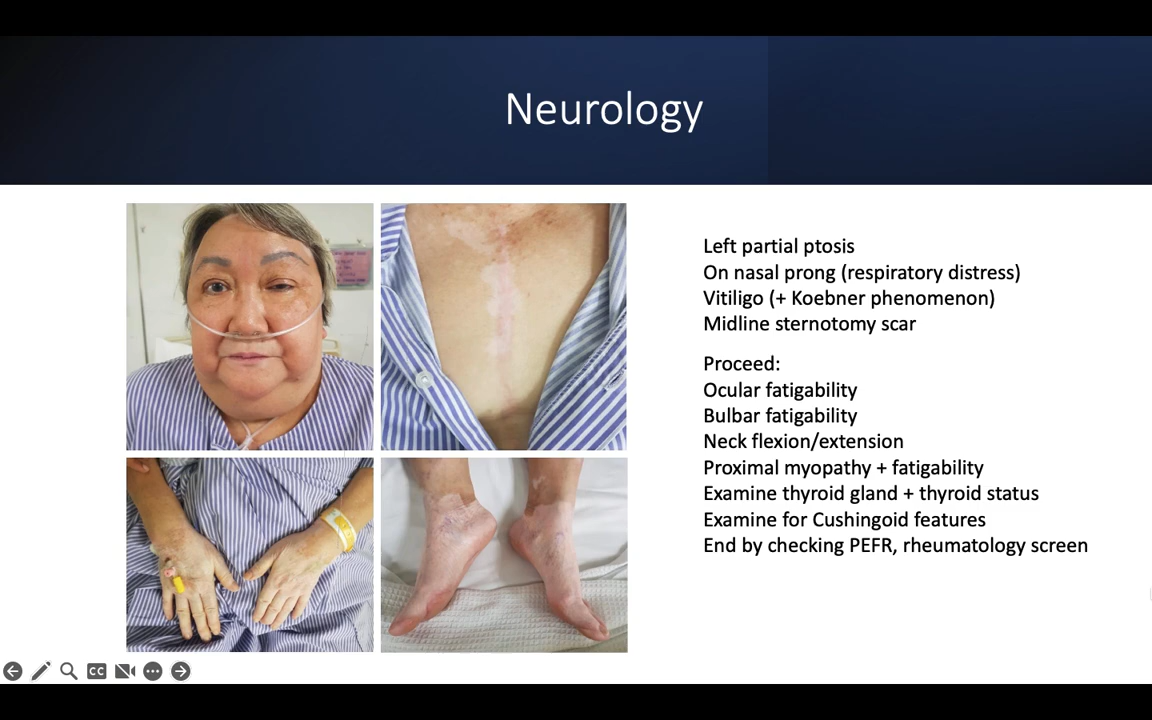 Neurology
Left partial ptosis
On nasal prong (respiratory distress)
Vitiligo (+ Koebner phenomenon)
Midline sternotomy scar
Proceed:
Ocular fatigability
Bulbar fatigability
Neck flexion/extension
Proximal myopathy + fatigability
Examine thyroid gland + thyroid status
Examine for Cushingoid features
End by checking PEFR, rheumatology screen
CC